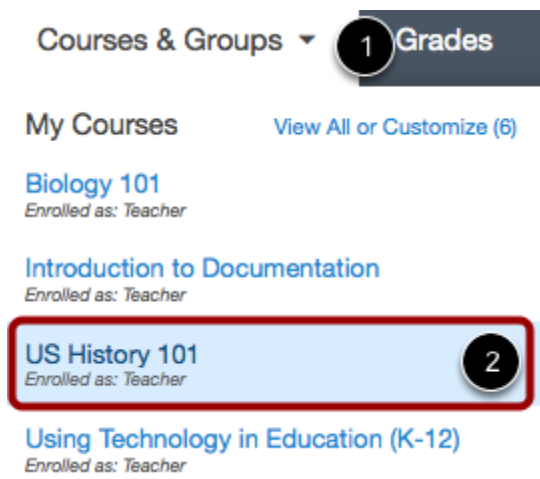 Courses & Groups 1 Grades
My Courses View All or Customize (6)
Biology 101
Enrolled as: Teacher
Introduction to Documentation
Enrolled as: Teacher
US History 101 2
Enrolled as: Teacher
Using Technology in Education (K-12)
Enrolled as: Teacher